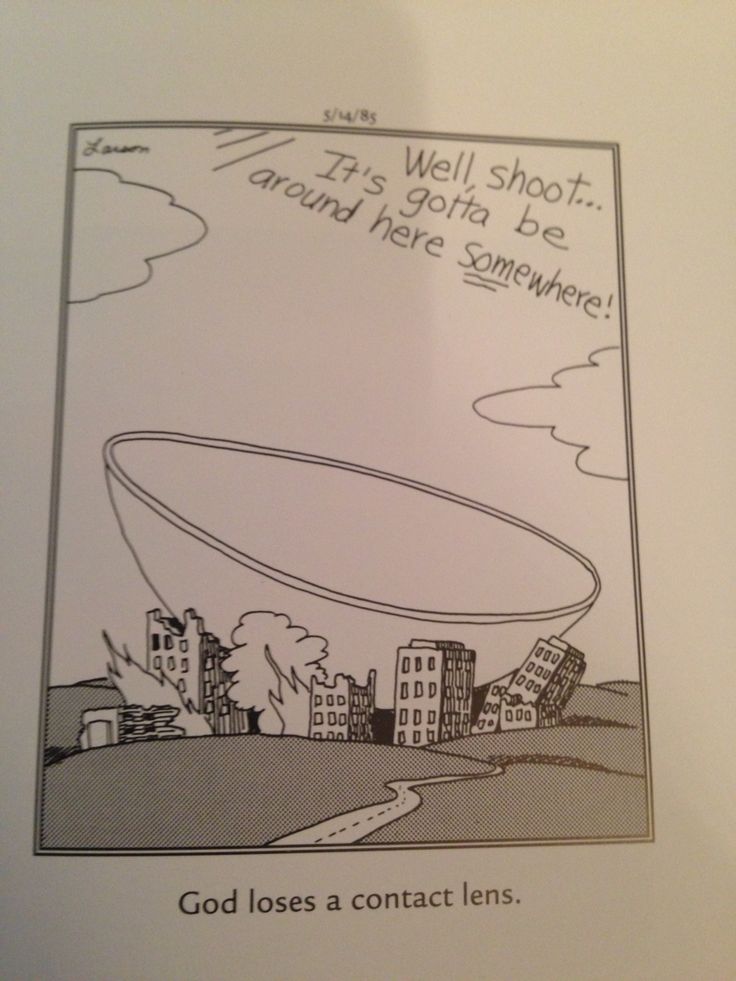 5/14/85
Larson
Well, shoot...
It's gotta be
around here somewhere!
God loses a contact lens.